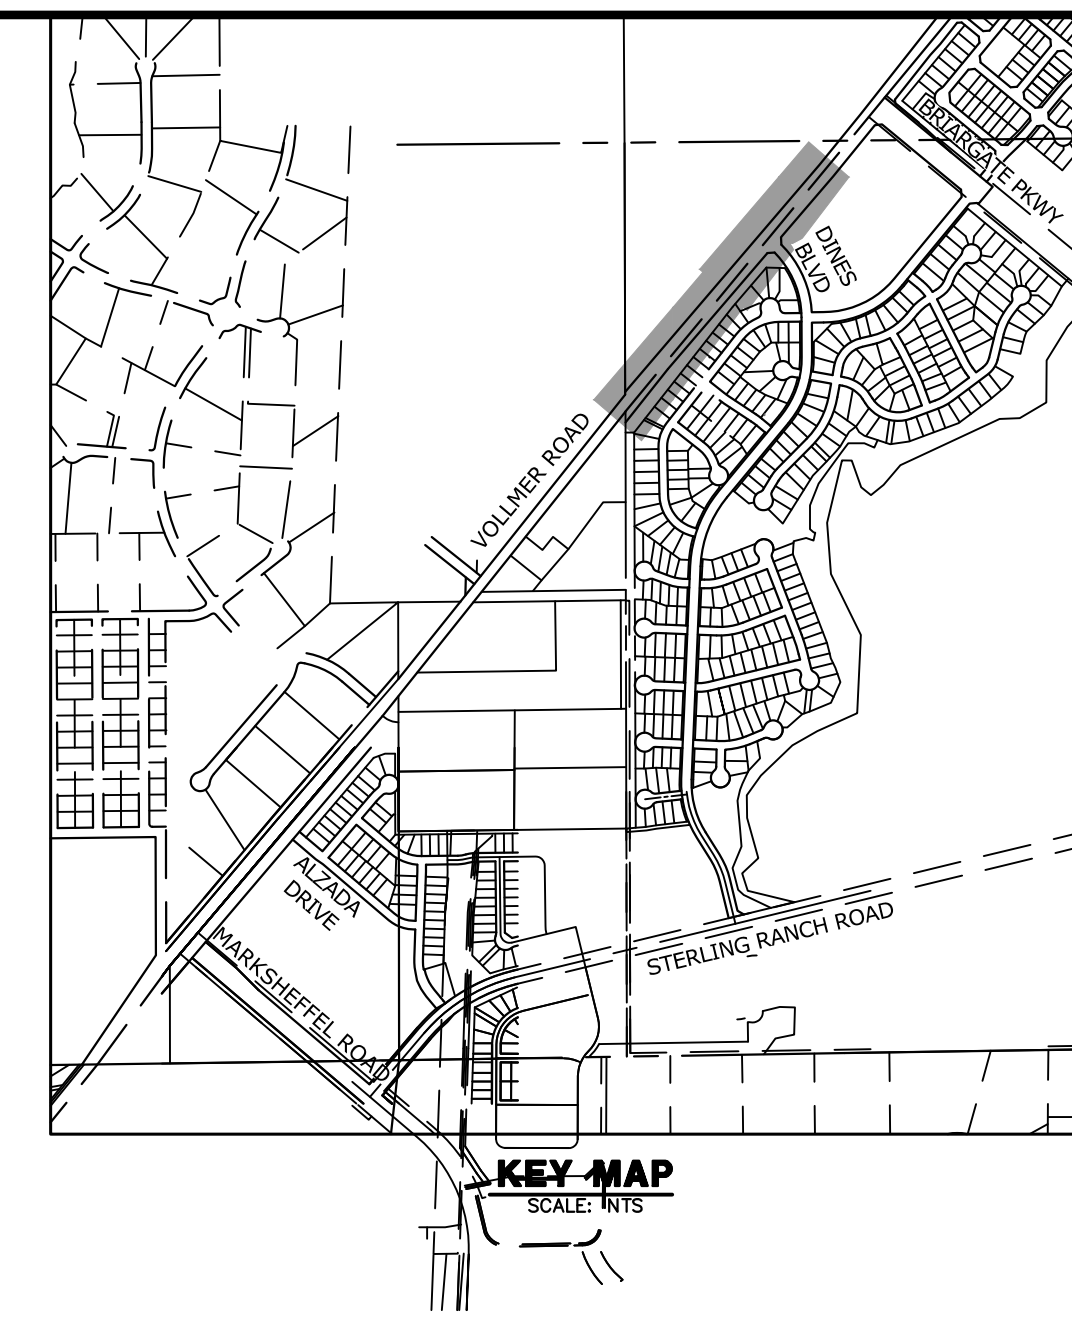 BRIARGATE PKWY
DINES
BLVD
VOLLMER ROAD
ALZADA
DRIVE
MARKSHEFFEL ROAD
STERLING RANCH ROAD
KEY MAP
SCALE: NTS